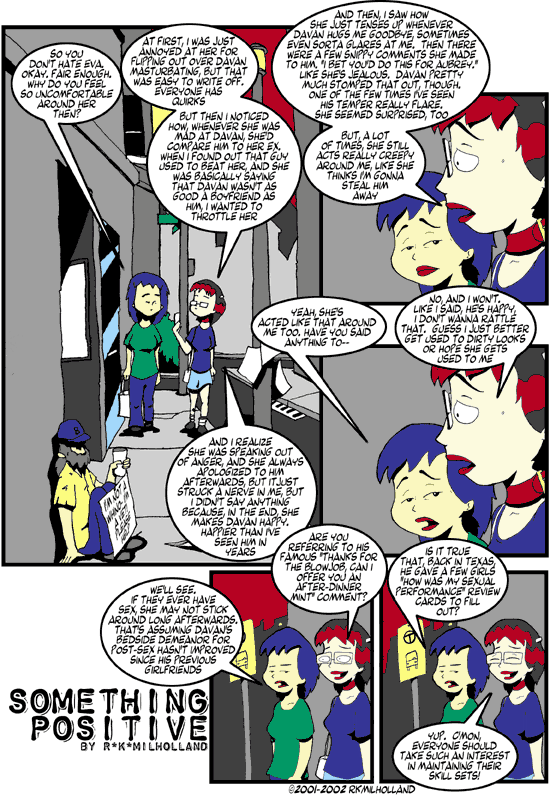 SO YOU
DON'T HATE EVA,
OKAY. FAIR ENOUGH,
WHY DO YOU FEEL
SO UNCOMFORTABLE
AROUND HER
THEN?
AT FIRST, I WAS JUST
ANNOYED AT HER FOR
FLIPPING OUT OVER DAVAN
MASTURBATING, BUT THAT
WAS EASY TO WRITE OFF.
EVERYONE HAS
QUIRKS
BUT THEN I NOTICED
HOW, WHENEVER SHE WAS
MAD AT DAVAN, SHE'D
COMPARE HIM TO HER EX.
WHEN I FOUND OUT THAT GUY
USED TO BEAT HER, AND SHE
WAS BASICALLY SAYING
THAT DAVAN WASN'T AS
GOOD A BOYFRIEND AS
HIM, I WANTED TO
THROTTLE HER
AND I REALIZE
SHE WAS SPEAKING OUT
OF ANGER, AND SHE ALWAYS
APOLOGIZED TO HIM
AFTERWARDS, BUT IT JUST
STRUCK A NERVE IN ME, BUT
I DIDN'T SAY ANYTHING
BECAUSE, IN THE END, SHE
MAKES DAVAN HAPPY.
HAPPIER THAN I'VE
SEEN HIM IN
YEARS
B
I'M NOT
AND THEN, I SAW HOW
SHE JUST TENSES UP WHENEVER
DAVAN HUGS ME GOODBYE, SOMETIMES
EVEN SORTA GLARES AT ME. THEN THERE
WERE A FEW SNIPPY COMMENTS SHE MADE
TO HIM, "I BET YOU'D DO THIS FOR AUBREY."
LIKE SHE'S JEALOUS. DAVAN PRETTY
MUCH STOMPED THAT OUT, THOUGH.
ONE OF THE FEW TIMES I'VE SEEN
HIS TEMPER REALLY FLARE.
SHE SEEMED SURPRISED, TOO
BUT, A LOT
OF TIMES, SHE STILL
ACTS REALLY CREEPY
AROUND ME, LIKE SHE
THINKS I'M GONNA
STEAL HIM
AWAY
YEAH, SHE'S
ACTED LIKE THAT AROUND
ME TOO. HAVE YOU SAID
ANYTHING TO--
NO, AND I WON'T.
LIKE I SAID, HE'S HAPPY,
I DON'T WANNA RATTLE
THAT. GUESS I JUST BETTER
GET USED TO DIRTY LOOKS
OR HOPE SHE GETS
USED TO ME
WE'LL SEE.
IF THEY EVER HAVE
SEX, SHE MAY NOT STICK
AROUND LONG AFTERWARDS.
THAT'S ASSUMING DAVAN'S
BEDSIDE DEMEANOR FOR
POST-SEX HASN'T IMPROVED
SINCE HIS PREVIOUS
GIRLFRIENDS
ARE YOU
REFERRING TO HIS
FAMOUS "THANKS FOR
THE BLOWJOB, CAN I
OFFER YOU AN
AFTER-DINNER
MINT" COMMENT?
IS IT TRUE
THAT, BACK IN TEXAS,
HE GAVE A FEW GIRLS
"HOW WAS MY SEXUAL
PERFORMANCE" REVIEW
CARDS TO FILL
OUT?
T
YUP. C'MON,
EVERYONE SHOULD
TAKE SUCH AN INTEREST
IN MAINTAINING THEIR
SKILL SETS!
SOMETHING
POSITIVE
BY R*K*MILHOLLAND
©2001-2002 RKMILHOLLAND